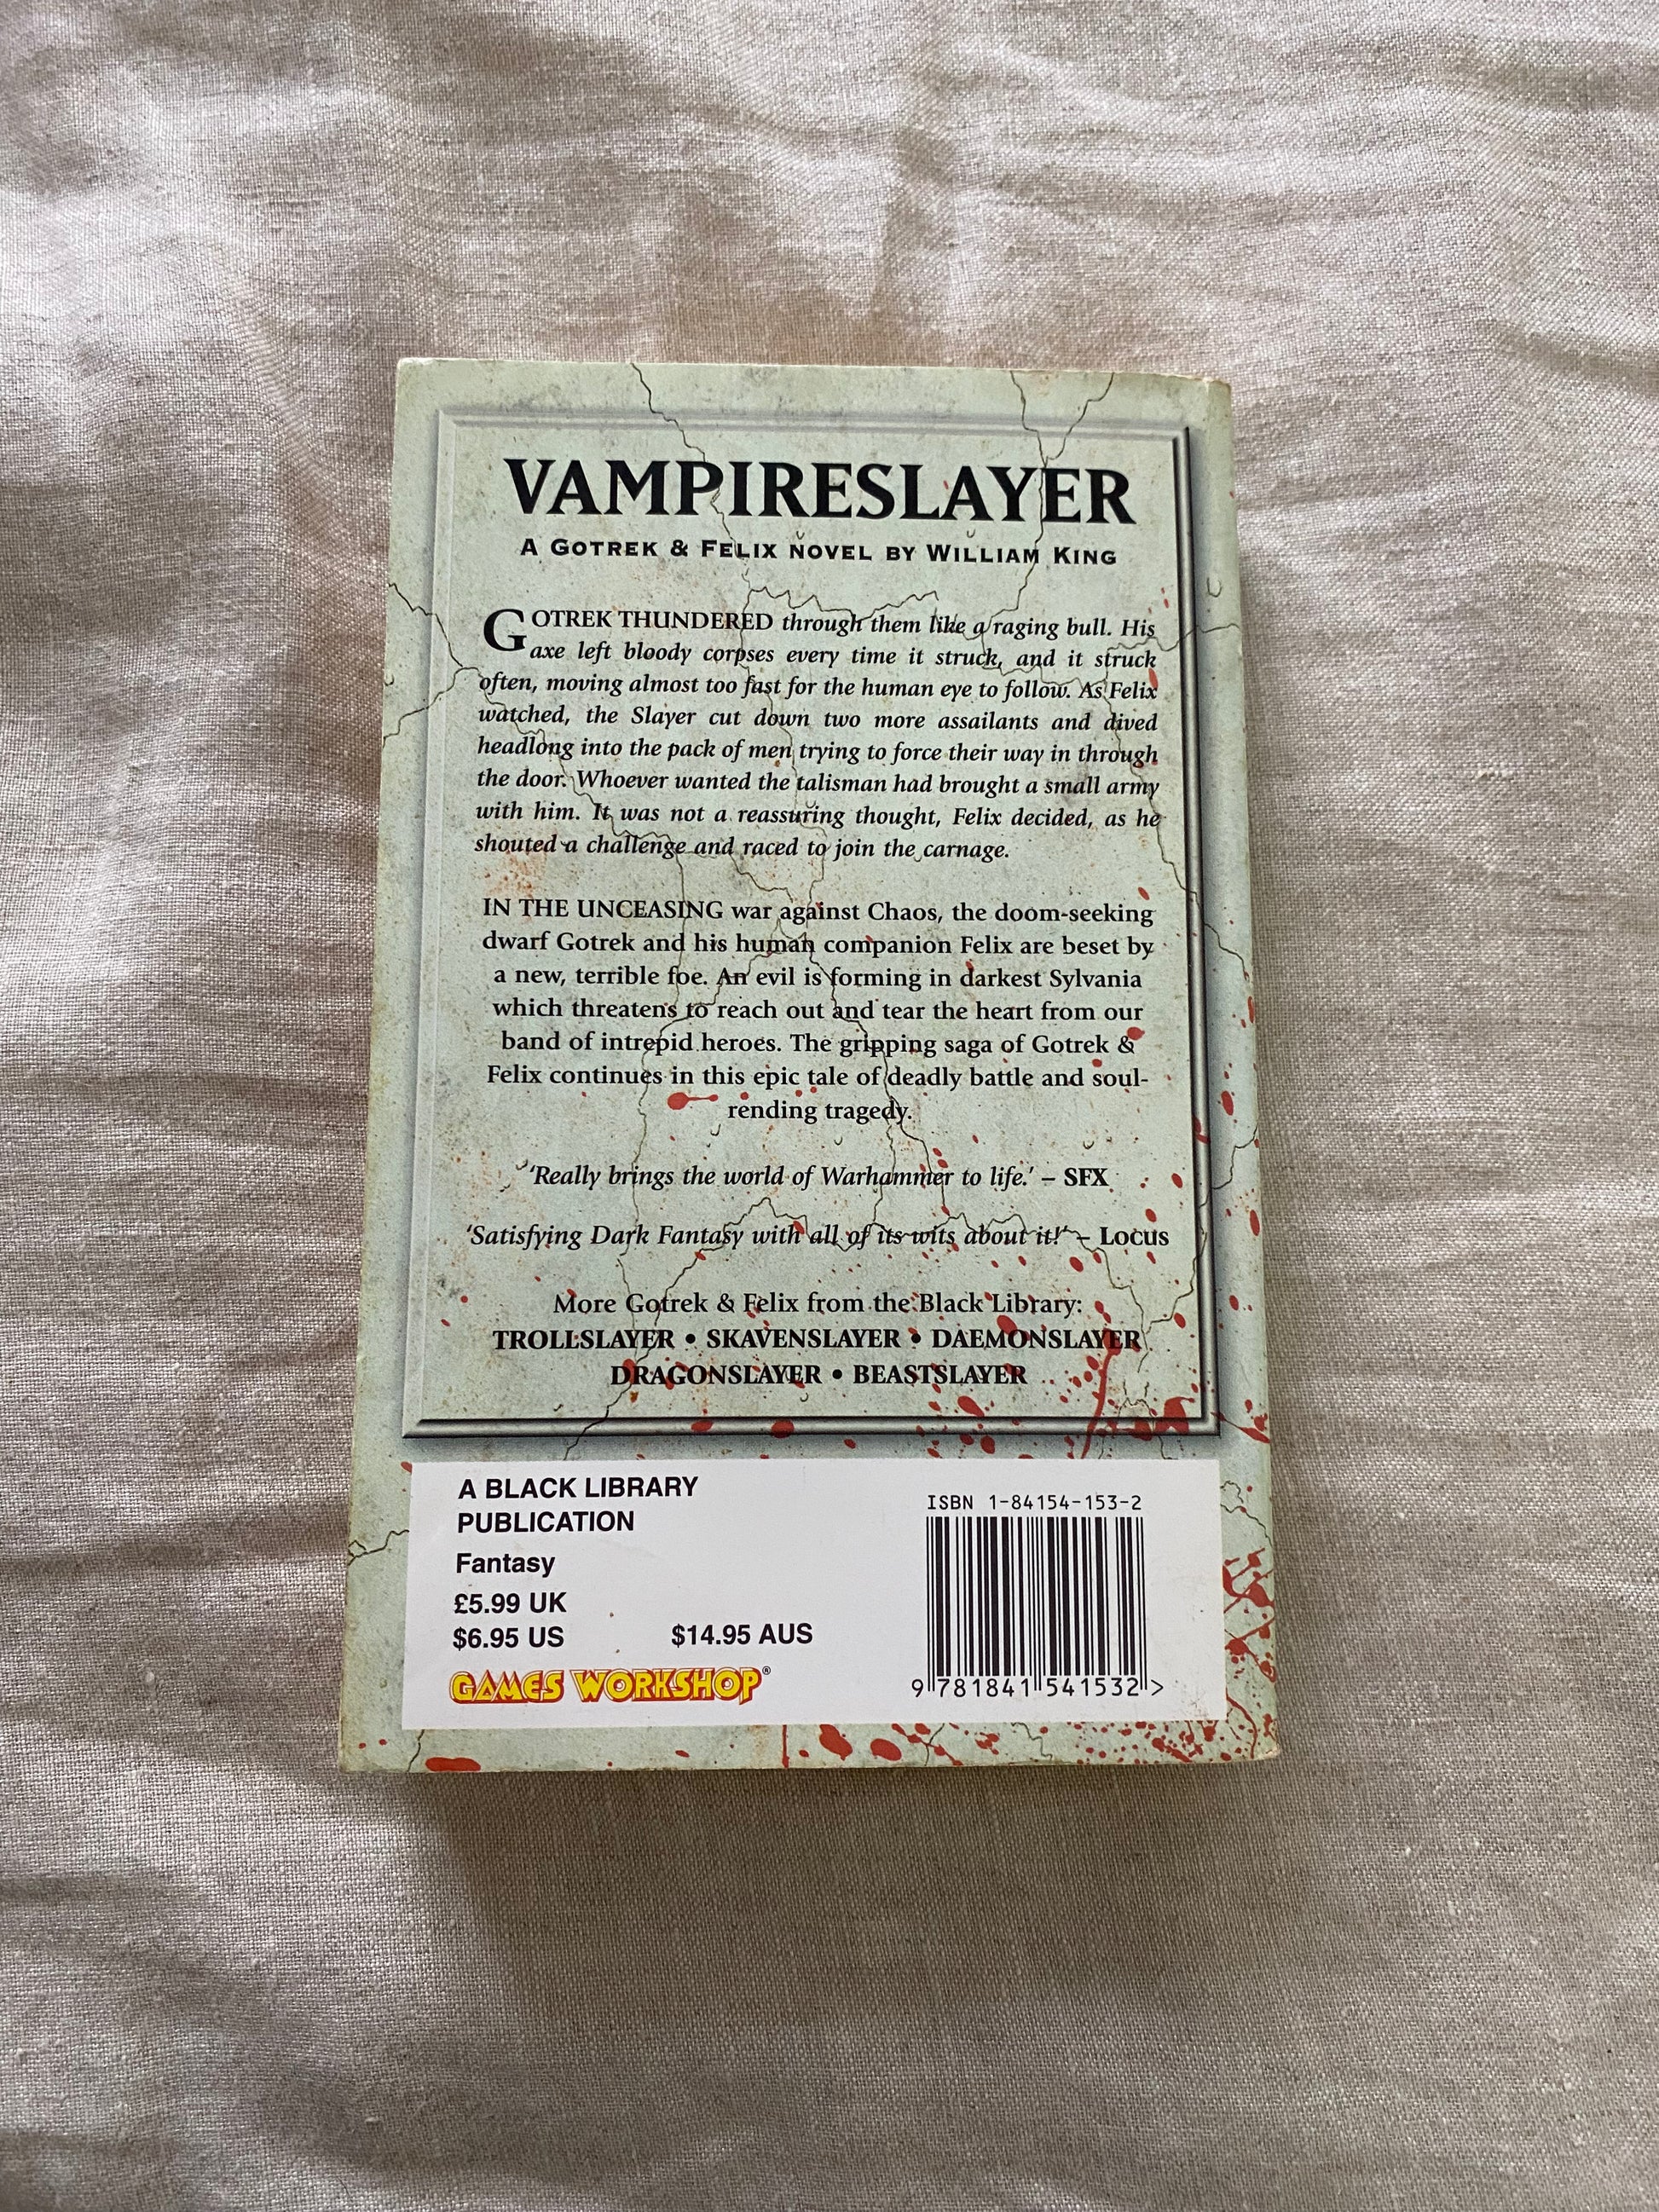 VAMPIRESLAYER
A GOTREK & FELIX NOVEL BY WILLIAM KING
GOTREK THUNDERED through them like a raging bull. His
axe left bloody corpses every time it struck, and it struck
often, moving almost too fast for the human eye to follow. As Felix
watched, the Slayer cut down two more assailants and dived
headlong into the pack of men trying to force their way in through
the door. Whoever wanted the talisman had brought a small army
with him. It was not a reassuring thought, Felix decided, as he
shouted a challenge and raced to join the carnage.
IN THE UNCEASING war against Chaos, the doom-seeking
dwarf Gotrek and his human companion Felix are beset by
a new, terrible foe. An evil is forming in darkest Sylvania
which threatens to reach out and tear the heart from our
band of intrepid heroes. The gripping saga of Gotrek &
Felix continues in this epic tale of deadly battle and soul-
rending tragedy.
'Really brings the world of Warhammer to life.' – SFX
'Satisfying Dark Fantasy with all of its wits about it!' – Locus
More Gotrek & Felix from the Black Library:
TROLLSLAYER • SKAVENSLAYER • DAEMONSLAYER
DRAGONSLAYER • BEASTSLAYER
A BLACK LIBRARY
PUBLICATION
Fantasy
£5.99 UK
$6.95 US $14.95 AUS
GAMES WORKSHOP®
ISBN 1-84154-153-2
9 781841 541532 >